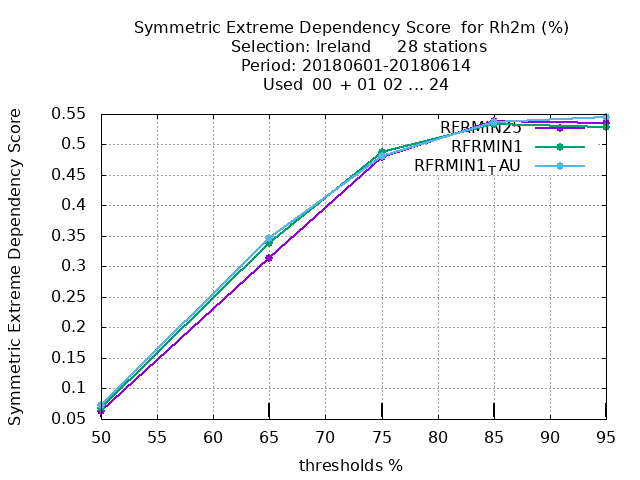 Symmetric Extreme Dependency Score for Rh2m (%)
Selection: Ireland 28 stations
Period: 20180601-20180614
Used 00 + 01 02 ... 24
Symmetric Extreme Dependency Score
0.55
0.5
0.45
0.4
0.35
0.3
0.25
0.2
0.15
0.1
0.05
RFRMIN25
RFRMIN1
RFRMIN1TAU
50 55 60 65 70 75 80 85 90 95
thresholds %